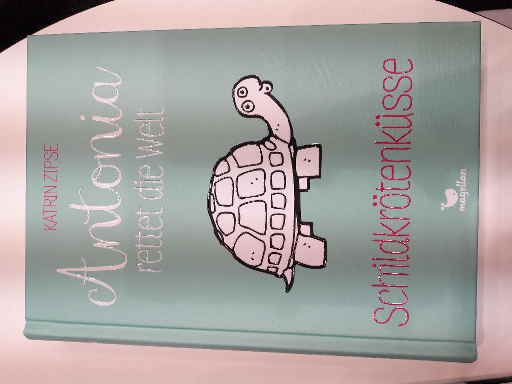 KATRIN ZIPSE
Antonia
rettet die Welt
Schildkrötenküsse
magellan